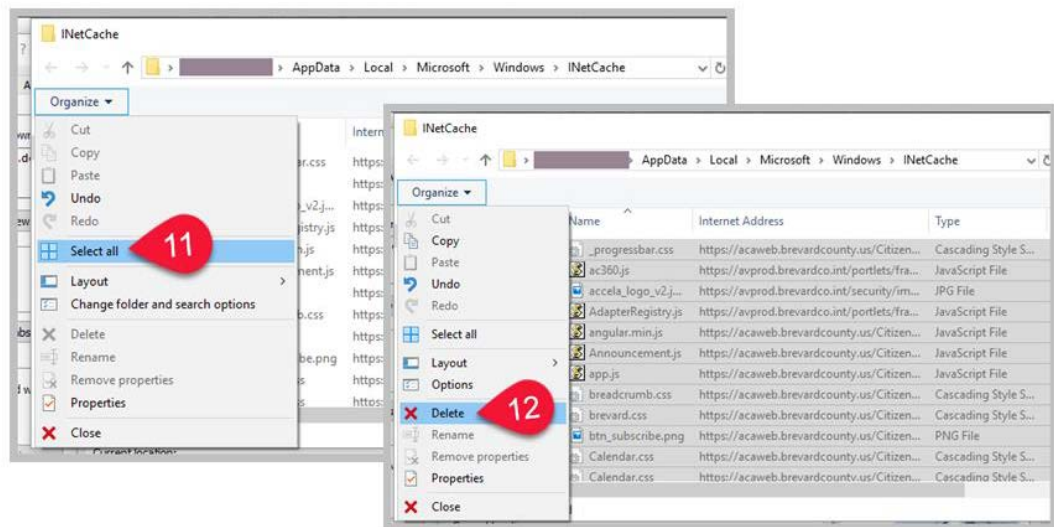 INetCache
> AppData > Local > Microsoft > Windows > INetCache
Organize
Cut
Copy
Paste
Undo
Redo
Select all
11
Layout >
Change folder and search options
Delete
Rename
Remove properties
Properties
Close
Intern
ar.css https:
https:
_v2.j... https:
istry.js https:
n.js https:
nent.js https:
https:
b.css https:
https:
be.png https:
s https:
s https:
Current location:
INetCache
> AppData > Local > Microsoft > Windows > INetCache
Organize
Cut
Copy
Paste
Undo
Redo
Select all
Layout >
Options
Delete
12
Rename
Remove properties
Properties
Close
Name Internet Address Type
_progressbar.css https://acaweb.brevardcounty.us/Citizen... Cascading Style S...
ac360.js https://avprod.brevardco.int/portlets/fra... JavaScript File
accela_logo_v2.j... https://avprod.brevardco.int/security/im... JPG File
AdapterRegistry.js https://avprod.brevardco.int/portlets/fra... JavaScript File
angular.min.js https://acaweb.brevardcounty.us/Citizen... JavaScript File
Announcement.js https://acaweb.brevardcounty.us/Citizen... JavaScript File
app.js https://acaweb.brevardcounty.us/Citizen... JavaScript File
breadcrumb.css https://acaweb.brevardcounty.us/Citizen... Cascading Style S...
brevard.css https://acaweb.brevardcounty.us/Citizen... Cascading Style S...
btn_subscribe.png https://acaweb.brevardcounty.us/Citizen... PNG File
Calendar.css https://acaweb.brevardcounty.us/Citizen... Cascading Style S...
Calendar.css https://acaweb.brevardcounty.us/Citizen... Cascading Style S...